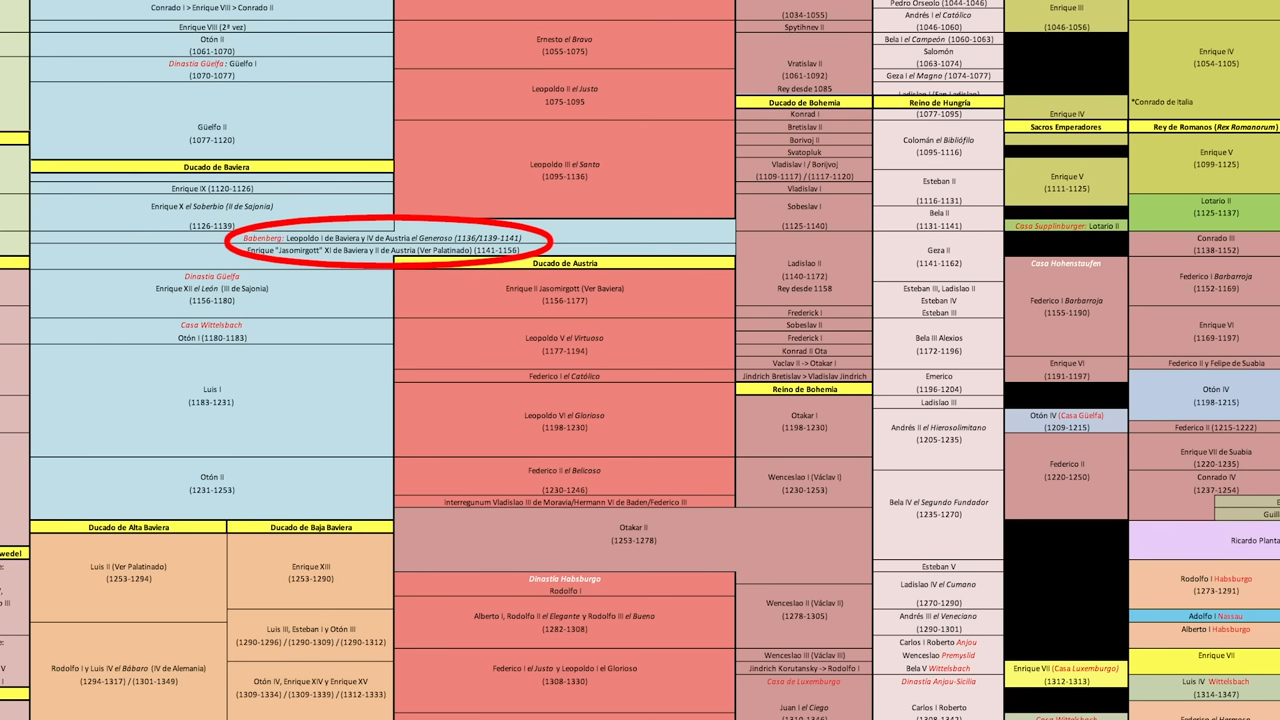 Conrado I > Enrique VIII > Conrado II
Enrique VIII (2ª vez)
Otón II
(1061-1070)
Dinastía Güelfa: Güelfo I
(1070-1077)
Güelfo II
(1077-1120)
Ducado de Baviera
Enrique IX (1120-1126)
Enrique X el Soberbio (II de Sajonia)
(1126-1139)
Babenberg: Leopoldo I de Baviera y IV de Austria el Generoso (1136/1139-1141)
Enrique "Jasomirgott" XI de Baviera y II de Austria (Ver Palatinado) (1141-1156)
Dinastía Güelfa
Enrique XII el León (III de Sajonia)
(1156-1180)
Casa Wittelsbach
Otón I (1180-1183)
Luis I
(1183-1231)
Otón II
(1231-1253)
Ducado de Alta Baviera
Luis II (Ver Palatinado)
(1253-1294)
Rodolfo I y Luis IV el Bábaro (IV de Alemania)
(1294-1317) / (1301-1349)
Ducado de Baja Baviera
Enrique XIII
(1253-1290)
Luis III, Esteban I y Otón III
(1290-1296) / (1290-1309) / (1290-1312)
Otón IV, Enrique XIV y Enrique XV
(1309-1334) / (1309-1339) / (1312-1333)
wedel
Ernesto el Bravo
(1055-1075)
Leopoldo II el Justo
1075-1095
Leopoldo III el Santo
(1095-1136)
Ducado de Austria
Enrique II Jasomirgott (Ver Baviera)
(1156-1177)
Leopoldo V el Virtuoso
(1177-1194)
Federico I el Católico
Leopoldo VI el Glorioso
(1198-1230)
Federico II el Belicoso
(1230-1246)
Interregunum Vladislao III de Moravia/Hermann VI de Baden/Federico III
Otakar II
(1253-1278)
Dinastía Habsburgo
Rodolfo I
Alberto I, Rodolfo II el Elegante y Rodolfo III el Bueno
(1282-1308)
Federico I el Justo y Leopoldo I el Glorioso
(1308-1330)
(1034-1055)
Spytihnev II
Vratislav II
(1061-1092)
Rey desde 1085
Ducado de Bohemia
Konrad I
Bretislav II
Borivoj II
Svatopluk
Vladislav I / Borijvoj
(1109-1117) / (1117-1120)
Vladislav I
Sobeslav I
(1125-1140)
Ladislao II
(1140-1172)
Rey desde 1158
Frederick I
Sobeslav II
Frederick I
Konrad II Ota
Vaclav II -> Otakar I
Jindrich Bretislav > Vladislav Jindrich
Reino de Bohemia
Otakar I
(1198-1230)
Wenceslao I (Václav I)
(1230-1253)
Wenceslao II (Václav II)
(1278-1305)
Wenceslao III (Václav III)
Jindrich Korutansky -> Rodolfo I
Casa de Luxemburgo
Juan I el Ciego
(1310-1346)
Pedro Orseolo (1044-1046)
Andrés I el Católico
(1046-1060)
Bela I el Campeón (1060-1063)
Salomón
(1063-1074)
Geza I el Magno (1074-1077)
Ladislao I (San Ladislao)
Reino de Hungría
(1077-1095)
Colomán el Bibliófilo
(1095-1116)
Esteban II
(1116-1131)
Bela II
(1131-1141)
Geza II
(1141-1162)
Esteban III, Ladislao II
Esteban IV
Esteban III
Bela III Alexios
(1172-1196)
Emerico
(1196-1204)
Ladislao III
Andrés II el Hierosolimitano
(1205-1235)
Bela IV el Segundo Fundador
(1235-1270)
Esteban V
Ladislao IV el Cumano
(1270-1290)
Andrés III el Veneciano
(1290-1301)
Carlos I Roberto Anjou
Wenceslao Premyslid
Bela V Wittelsbach
Dinastía Anjou-Sicilia
Carlos I Roberto
(1308-1342)
Enrique III
(1046-1056)
Enrique IV
Sacros Emperadores
Enrique V
(1111-1125)
Casa Supplinburger: Lotario II
Casa Hohenstaufen
Federico I Barbarroja
(1155-1190)
Enrique VI
(1191-1197)
Otón IV (Casa Güelfa)
(1209-1215)
Federico II
(1220-1250)
Enrique VII (Casa Luxemburgo)
(1312-1313)
Casa Wittelsbach
Enrique IV
(1054-1105)
*Conrado de Italia
Rey de Romanos (Rex Romanorum)
Enrique V
(1099-1125)
Lotario II
(1125-1137)
Conrado III
(1138-1152)
Federico I Barbarroja
(1152-1169)
Enrique VI
(1169-1197)
Federico II y Felipe de Suabia
Otón IV
(1198-1215)
Federico II (1215-1222)
Enrique VII de Suabia
(1220-1235)
Conrado IV
(1237-1254)
E
Guill
Ricardo Planta
Rodolfo I Habsburgo
(1273-1291)
Adolfo I Nassau
Alberto I Habsburgo
Enrique VII
Luis IV Wittelsbach
(1314-1347)
Federico el Hermoso